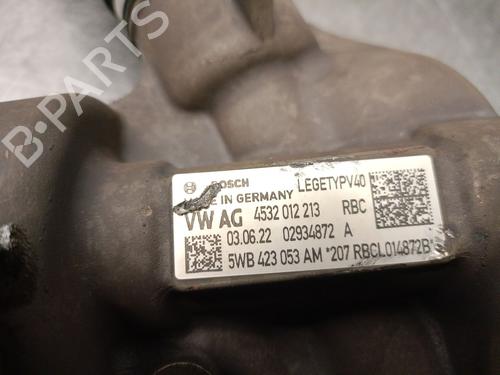 B-PARTS
BOSCH LEGETYPV40
MADE IN GERMANY
VW AG 4532 012 213 RBC
03.06.22 02934872 A
5WB 423 053 AM *207 RBCL014872B*